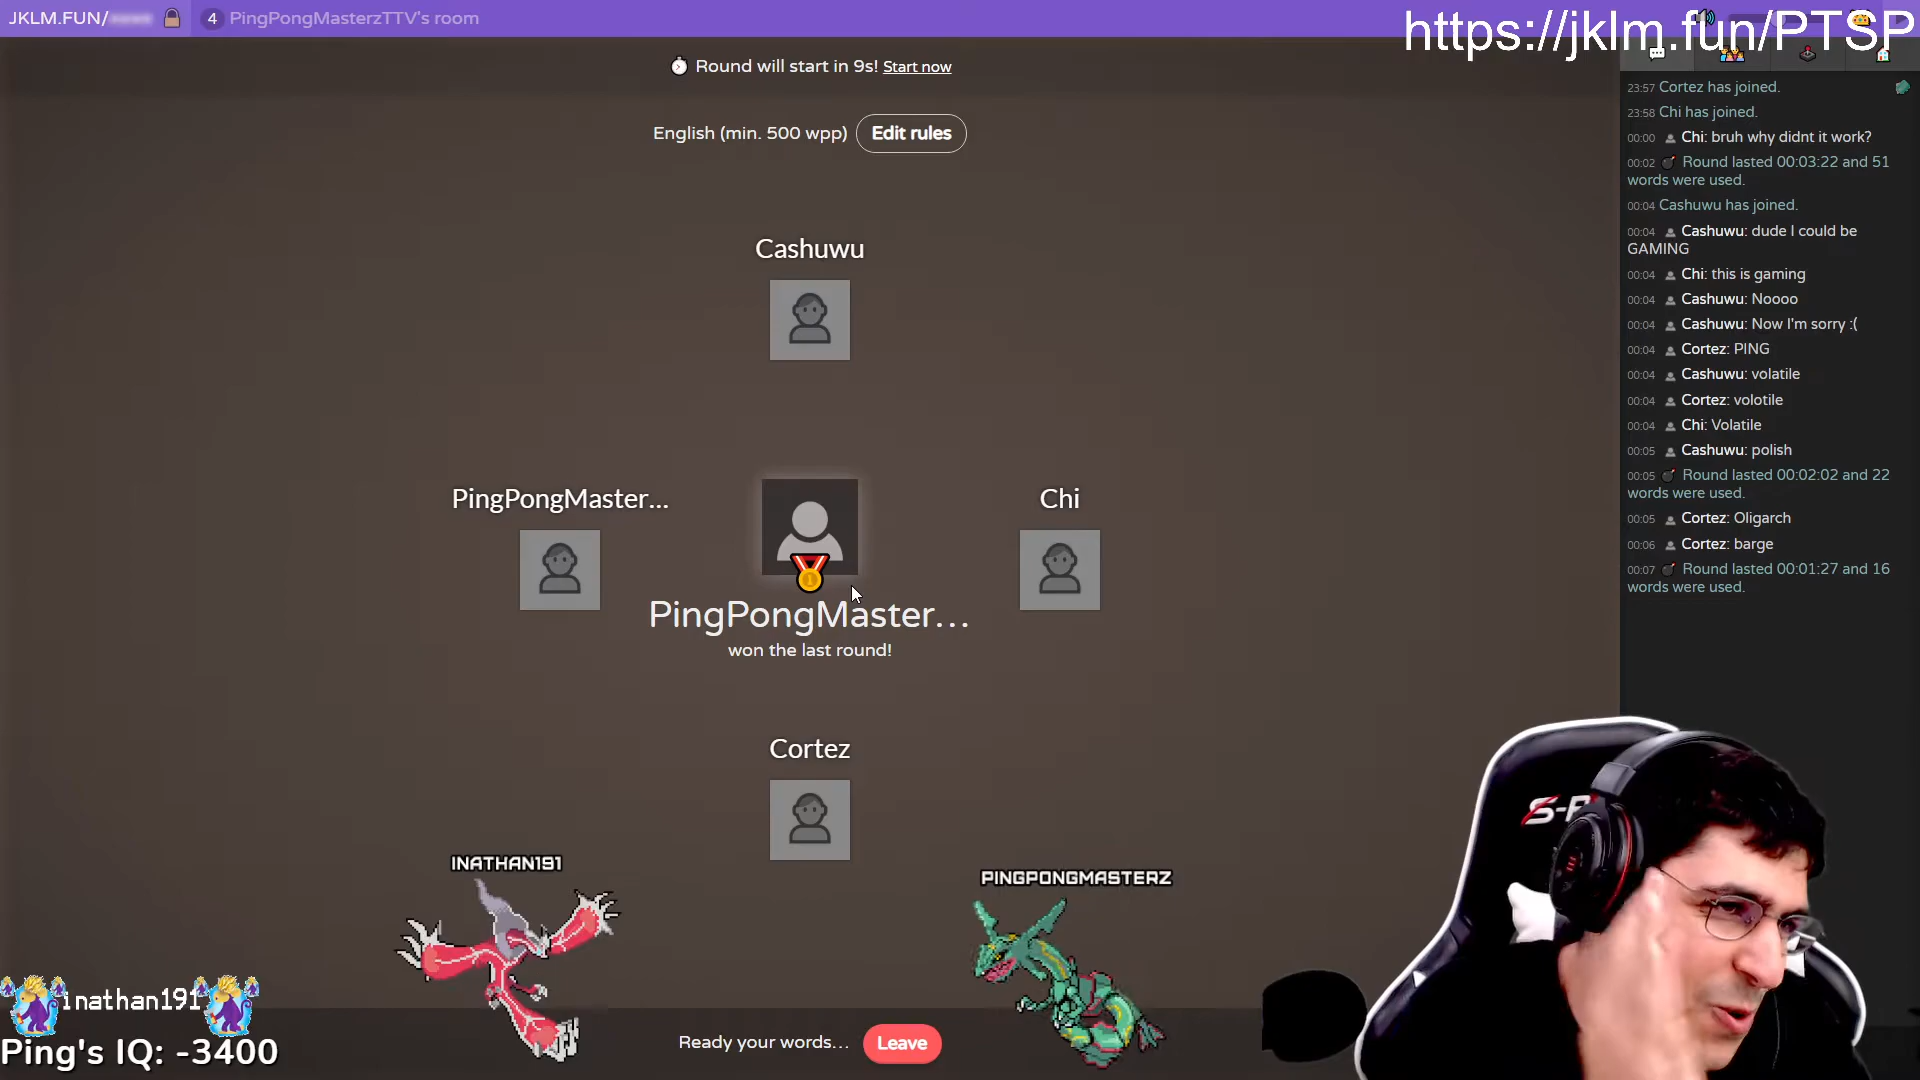 JKLM.FUN/
4 PingPongMasterzTTV's room
https://jklm.fun/PTSP
Round will start in 9s! Start now
English (min. 500 wpp) Edit rules
Cashuwu
PingPongMaster...
Chi
1
PingPongMaster...
won the last round!
Cortez
INATHAN191
PINGPONGMASTERZ
inathan191
Ping's IQ: -3400
Ready your words... Leave
23:57 Cortez has joined.
23:58 Chi has joined.
00:00 Chi: bruh why didnt it work?
00:02 Round lasted 00:03:22 and 51
words were used.
00:04 Cashuwu has joined.
00:04 Cashuwu: dude I could be
GAMING
00:04 Chi: this is gaming
00:04 Cashuwu: Noooo
00:04 Cashuwu: Now I'm sorry :(
00:04 Cortez: PING
00:04 Cashuwu: volatile
00:04 Cortez: volotile
00:04 Chi: Volatile
00:05 Cashuwu: polish
00:05 Round lasted 00:02:02 and 22
words were used.
00:05 Cortez: Oligarch
00:06 Cortez: barge
00:07 Round lasted 00:01:27 and 16
words were used.